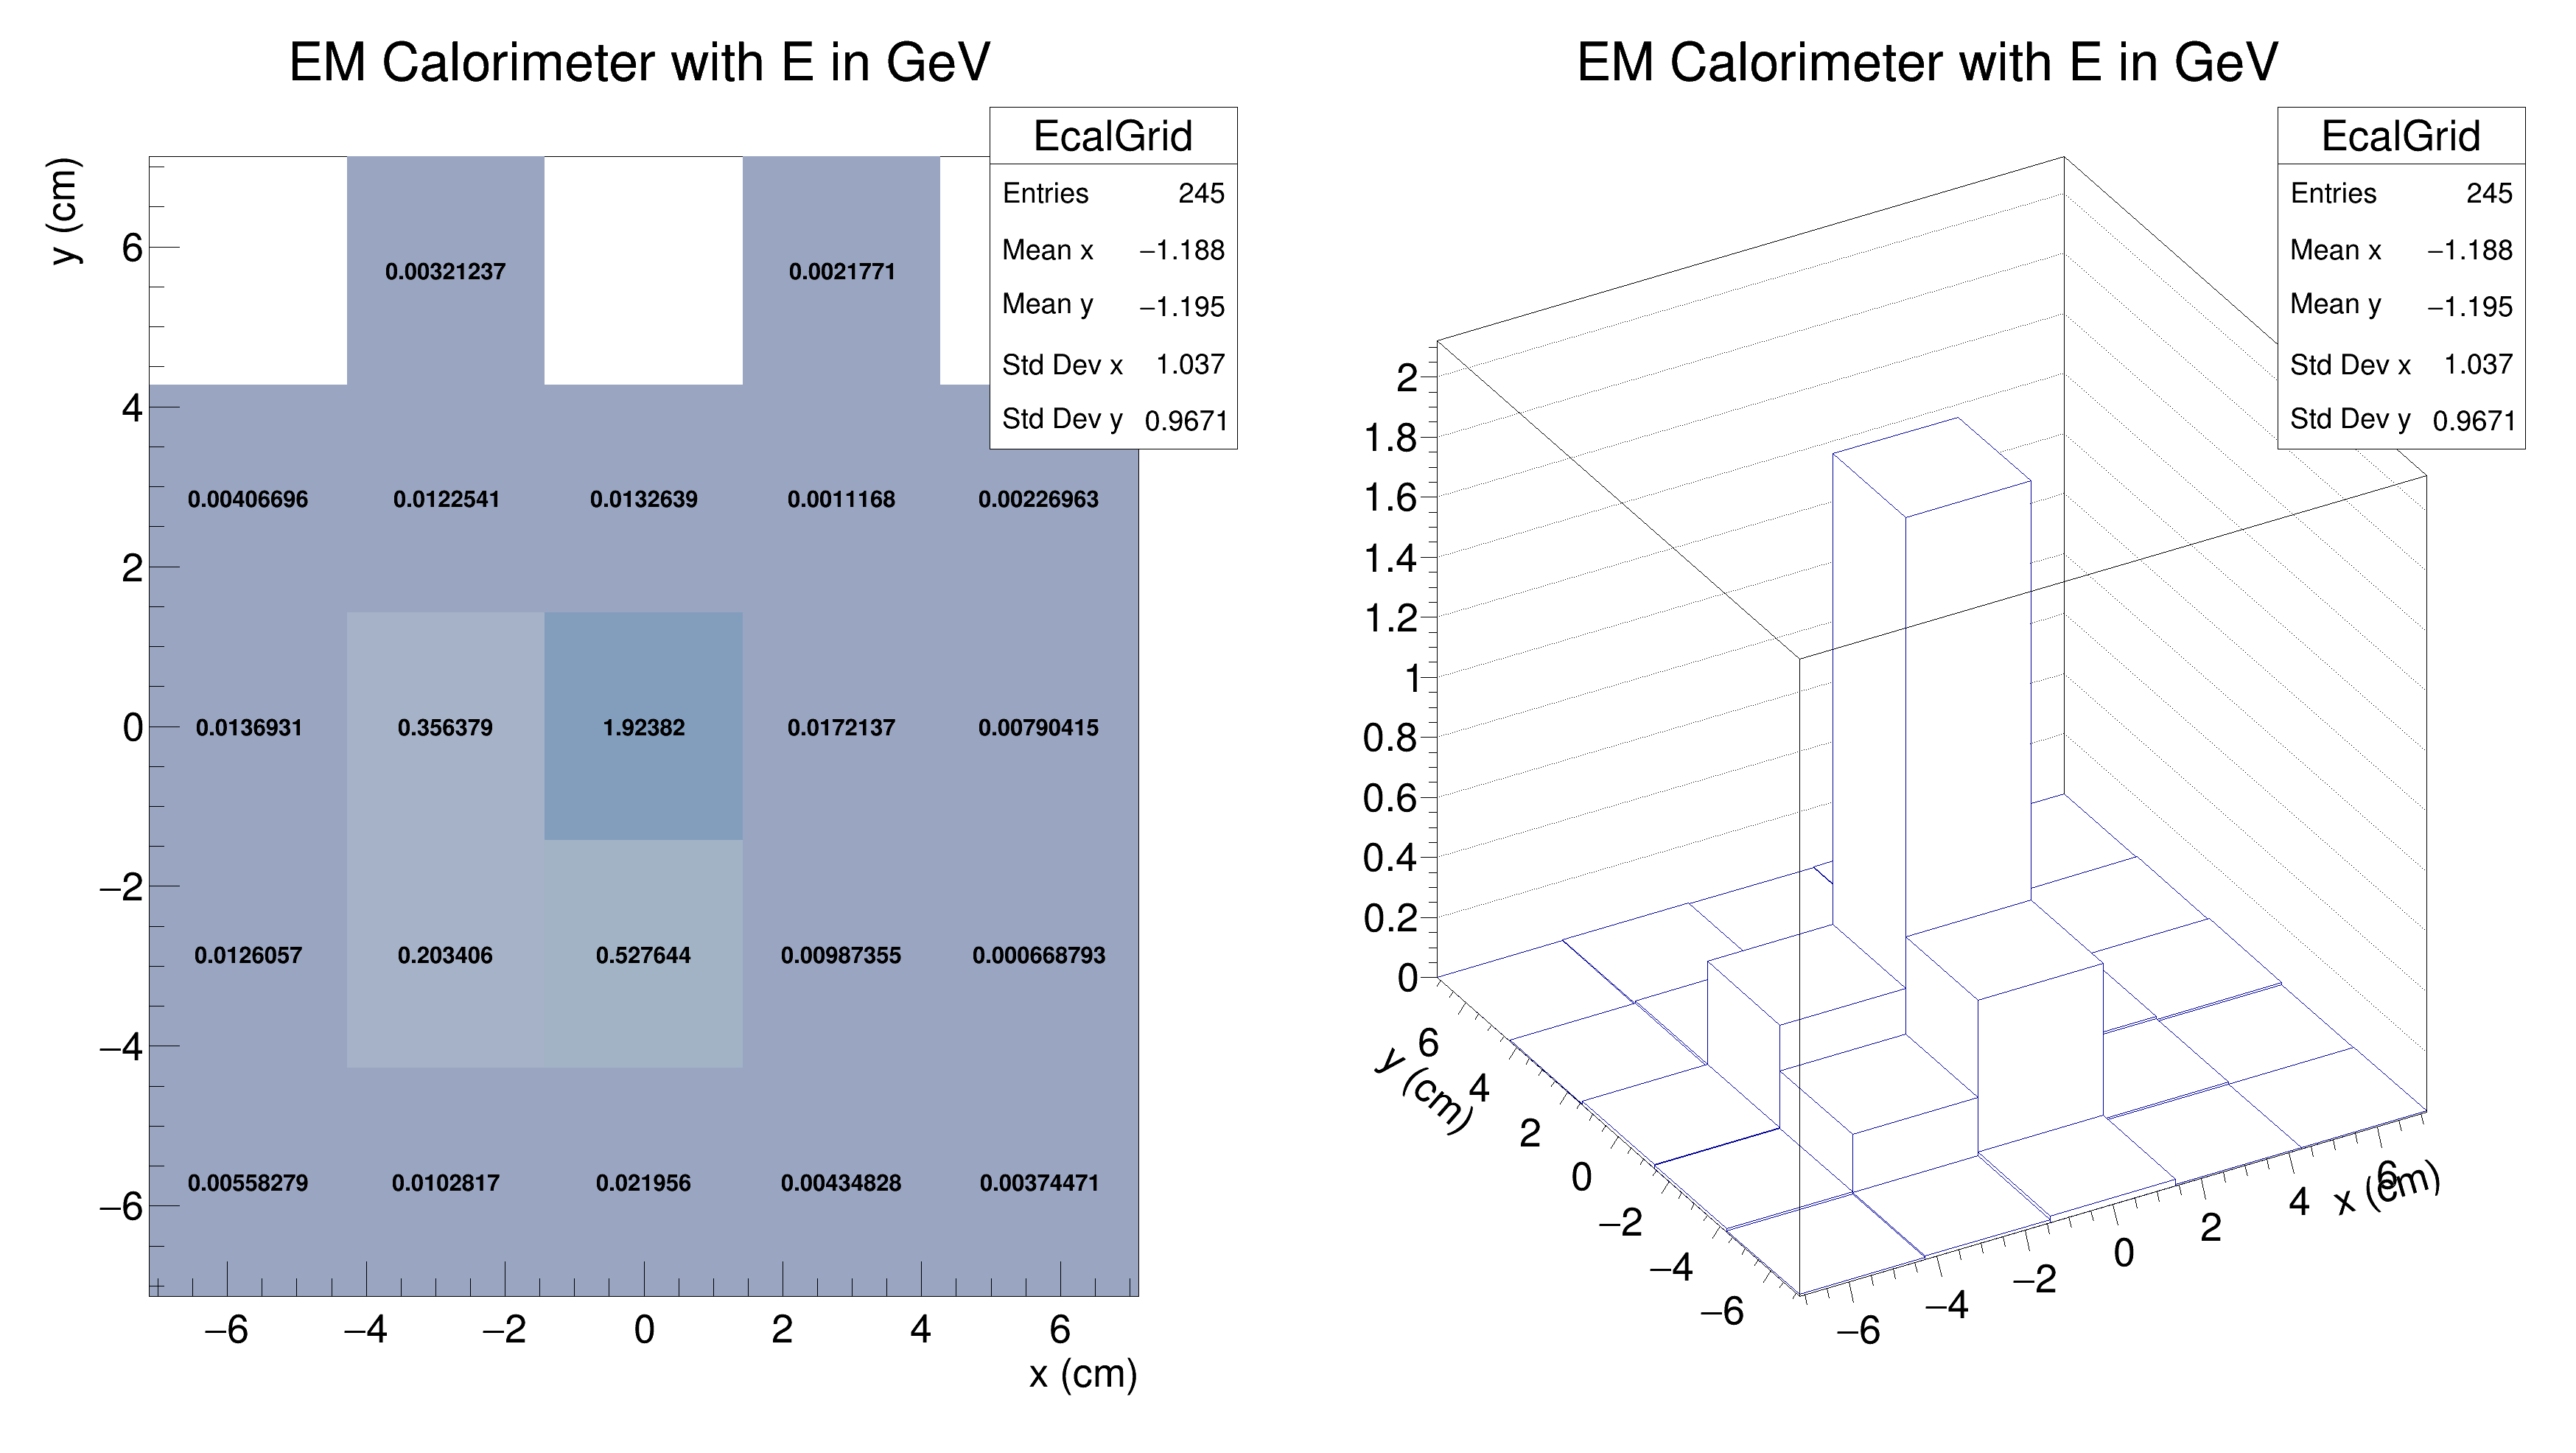 EM Calorimeter with E in GeV
EcalGrid
Entries 245
Mean x −1.188
Mean y −1.195
Std Dev x 1.037
Std Dev y 0.9671
y (cm)
6
4
2
0
−2
−4
−6
0.00321237 0.0021771
0.00406696 0.0122541 0.0132639 0.0011168 0.00226963
0.0136931 0.356379 1.92382 0.0172137 0.00790415
0.0126057 0.203406 0.527644 0.00987355 0.000668793
0.00558279 0.0102817 0.021956 0.00434828 0.00374471
−6 −4 −2 0 2 4 6
x (cm)
EM Calorimeter with E in GeV
EcalGrid
Entries 245
Mean x −1.188
Mean y −1.195
Std Dev x 1.037
Std Dev y 0.9671
2
1.8
1.6
1.4
1.2
1
0.8
0.6
0.4
0.2
0
y (cm)
6
4
2
0
−2
−4
−6
−6 −4 −2 0 2 4 6
x (cm)